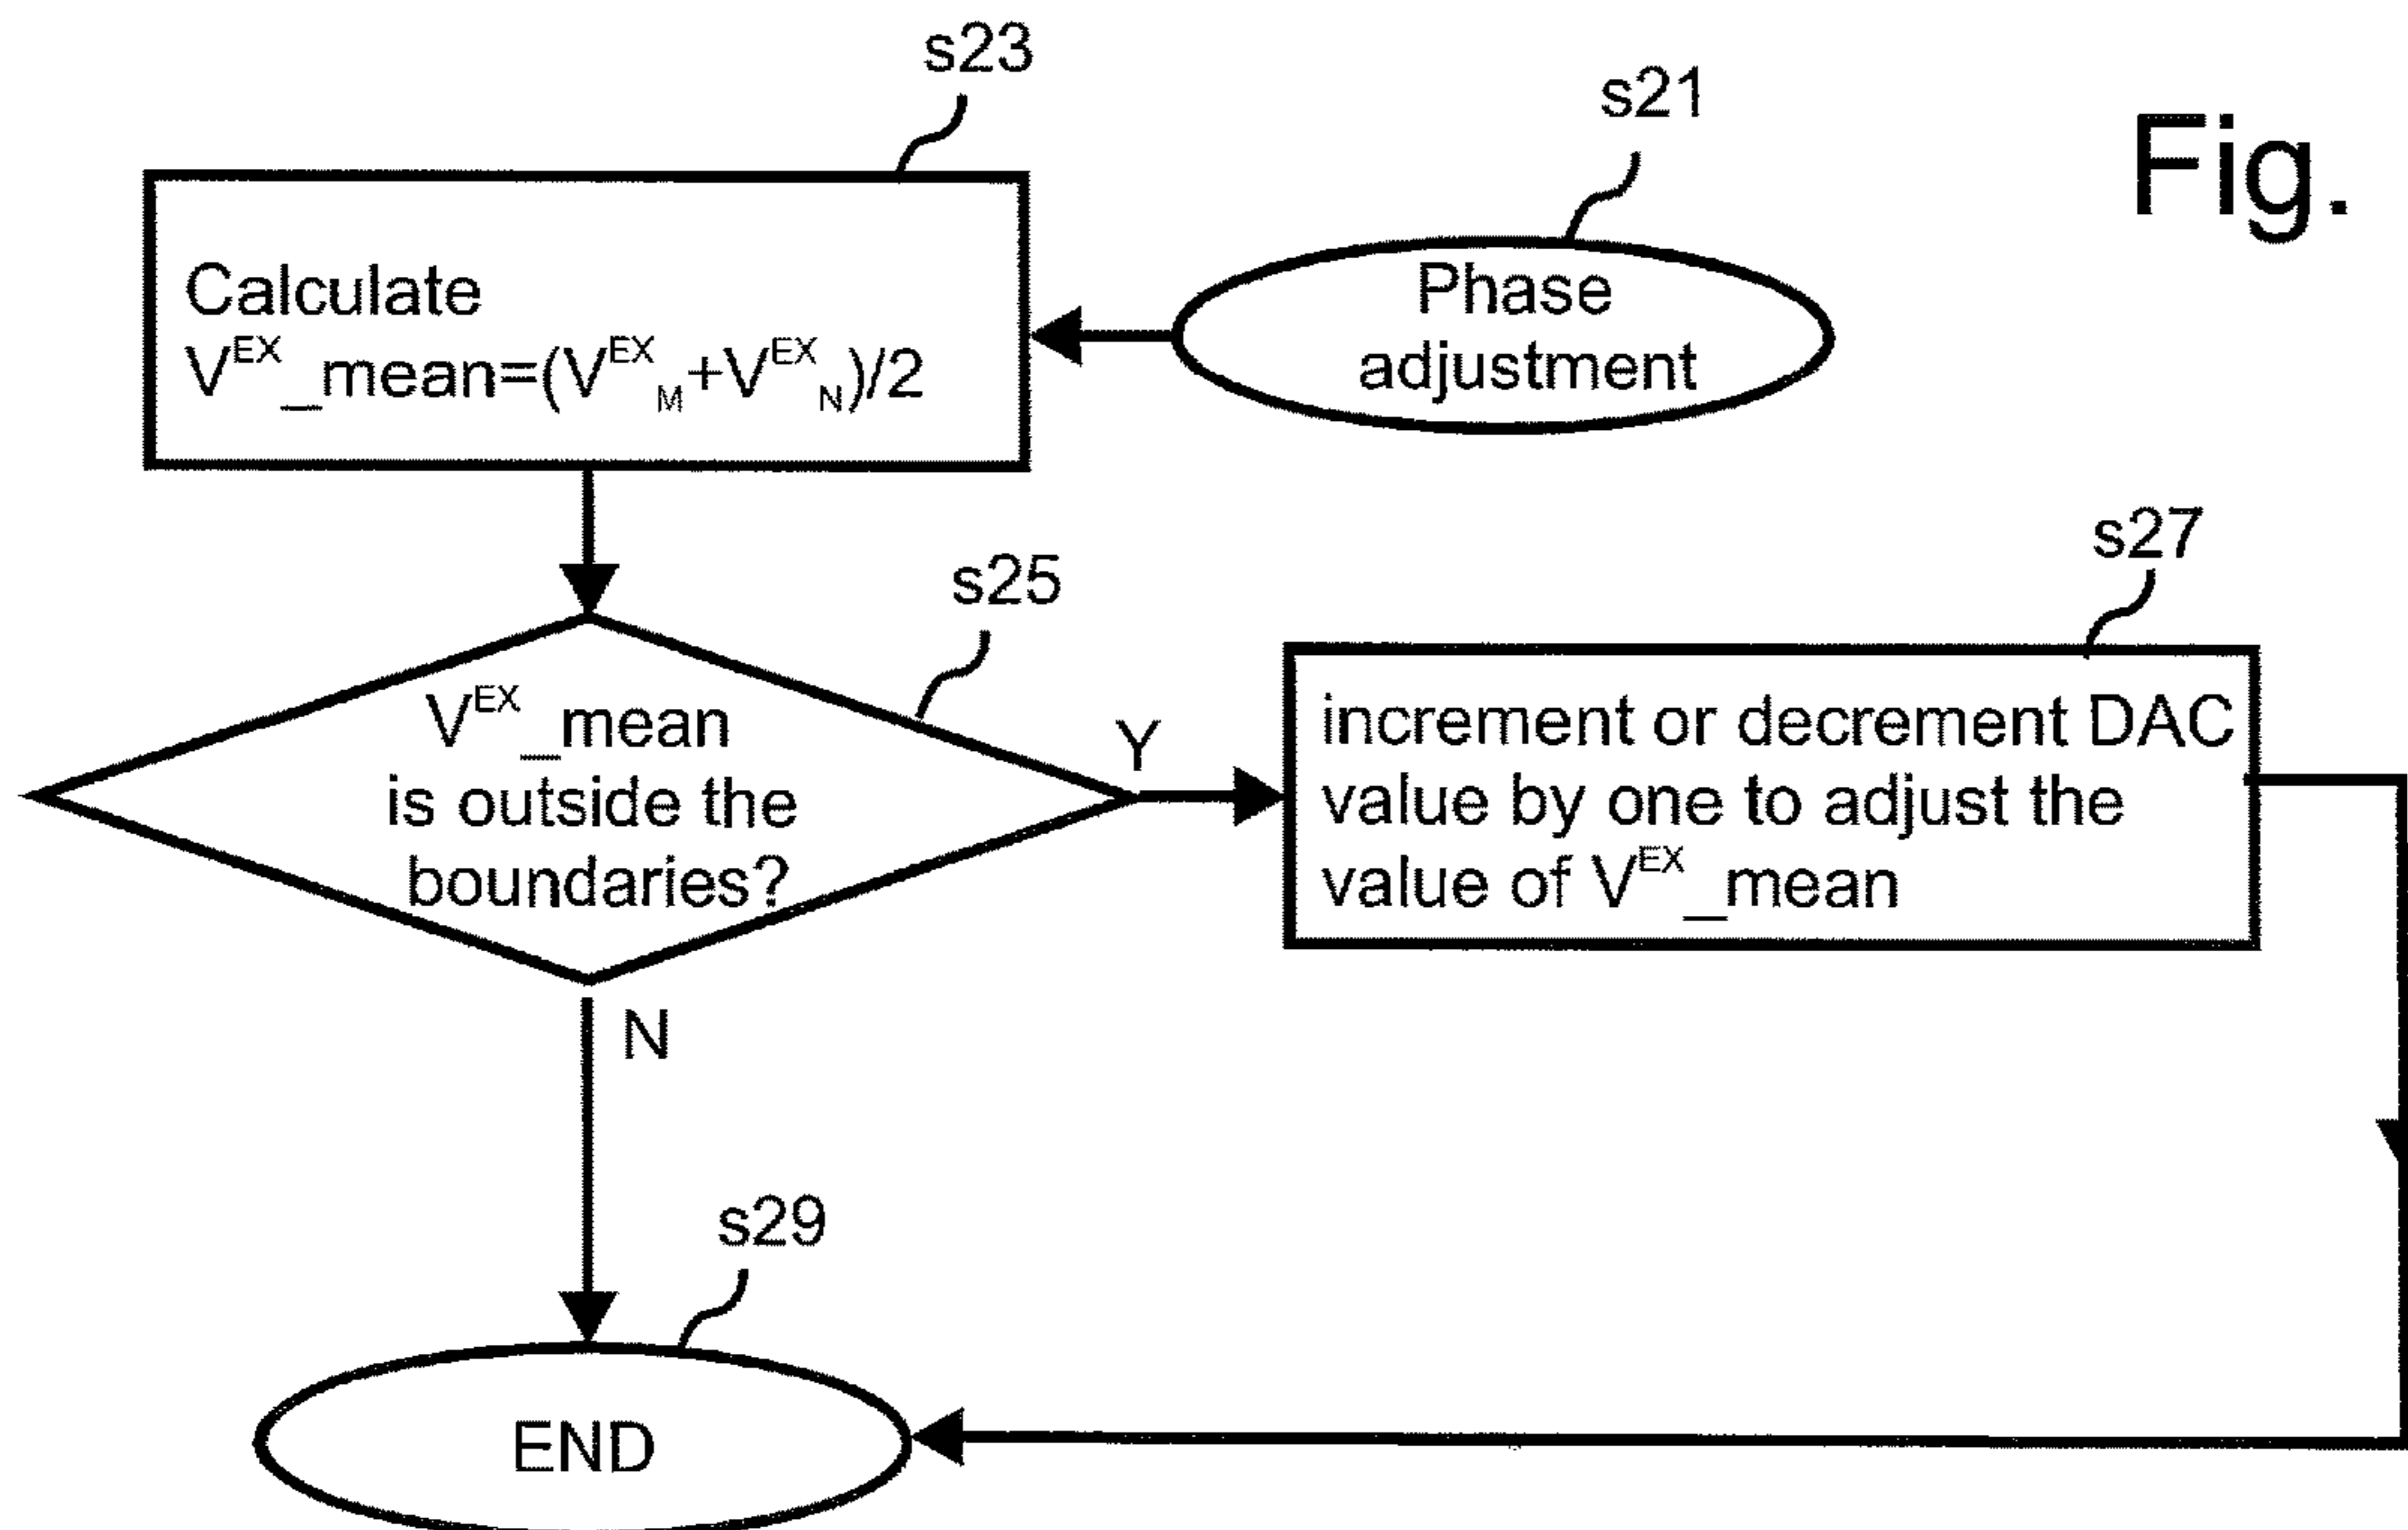 Fig.
s21
Phase
adjustment
s23
Calculate
V^EX_mean=(V^EX_M+V^EX_N)/2
s25
V^EX_mean
is outside the
boundaries?
Y
N
s27
increment or decrement DAC
value by one to adjust the
value of V^EX_mean
s29
END